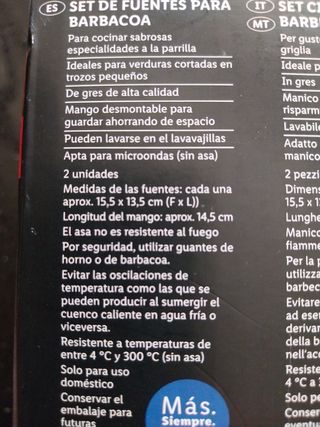 ES SET DE FUENTES PARA
BARBACOA
Para cocinar sabrosas
especialidades a la parrilla
Ideales para verduras cortadas en
trozos pequeños
De gres de alta calidad
Mango desmontable para
guardar ahorrando de espacio
Pueden lavarse en el lavavajillas
Apta para microondas (sin asa)
2 unidades
Medidas de las fuentes: cada una
aprox. 15,5 x 13,5 cm (F x L))
Longitud del mango: aprox. 14,5 cm
El asa no es resistente al fuego
Por seguridad, utilizar guantes de
horno o de barbacoa.
Evitar las oscilaciones de
temperatura como las que se
pueden producir al sumergir el
cuenco caliente en agua fría o
viceversa.
Resistente a temperaturas de
entre 4 °C y 300 °C (sin asa)
Solo para uso
doméstico
Conservar el
embalaje para
futuras
Más.
Siempre.
IT SET
MT BARB
Per gust
griglia
Ideale p
In gres
Manico
risparm
Lavabile
Adatto
manico
2 pezzi
Dimens
15,5 x 1
Lunghe
Manico
fiamme
Per la p
utilizza
barbec
Evitare
ad ese
derivar
della b
nell'acq
Resiste
4 °C a
Solo pe
Conser